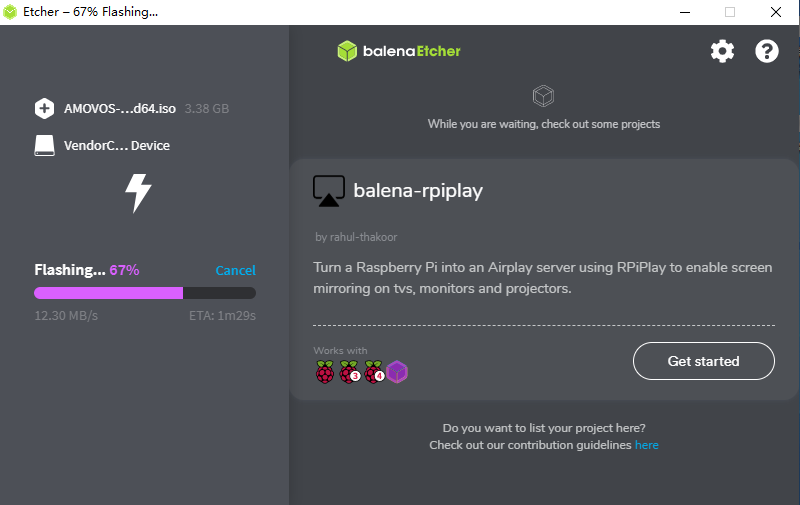 Etcher – 67% Flashing...
balenaEtcher
AMOVOS-...d64.iso 3.38 GB
VendorC... Device
Flashing... 67% Cancel
12.30 MB/s ETA: 1m29s
While you are waiting, check out some projects
balena-rpiplay
by rahul-thakoor
Turn a Raspberry Pi into an Airplay server using RPiPlay to enable screen
mirroring on tvs, monitors and projectors.
Works with
3 4
Get started
Do you want to list your project here?
Check out our contribution guidelines here